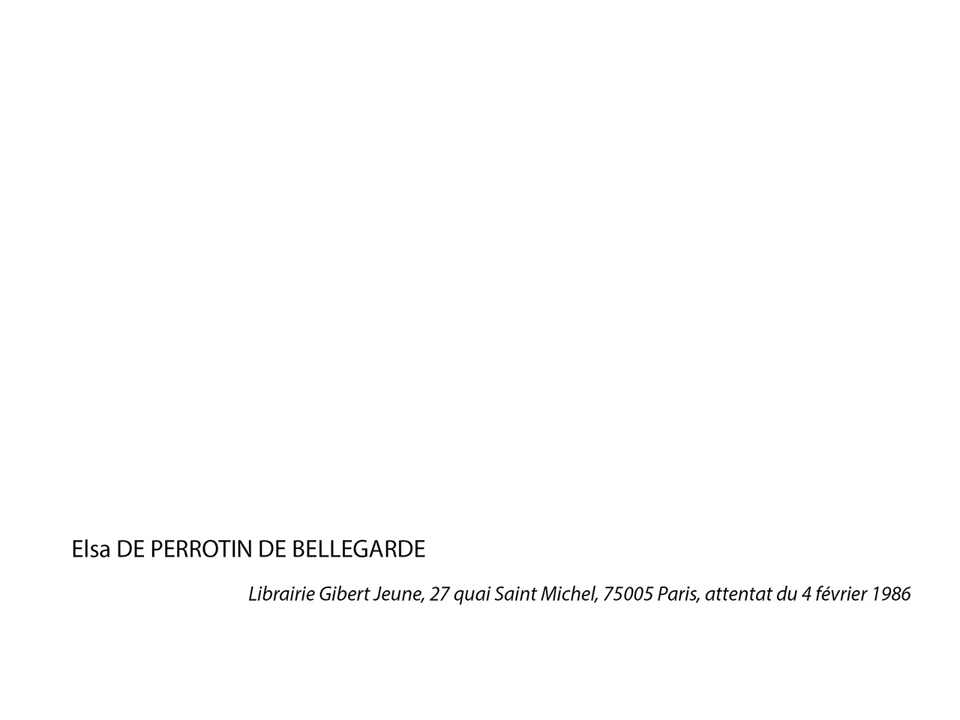 Elsa DE PERROTIN DE BELLEGARDE
Librairie Gibert Jeune, 27 quai Saint Michel, 75005 Paris, attentat du 4 février 1986